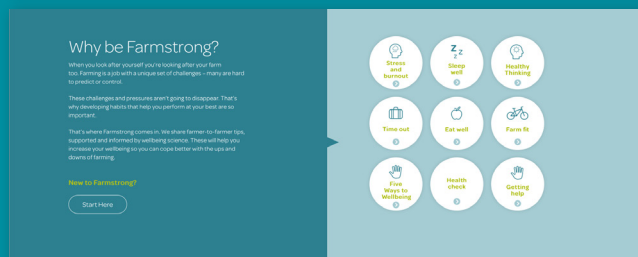 Why be Farmstrong?
When you look after yourself you're looking after your farm
too. Farming is a job with a unique set of challenges – many are hard
to predict or control.
These challenges and pressures aren't going to disappear. That's
why developing habits that help you perform at your best are so
important.
That's where Farmstrong comes in. We share farmer-to-farmer tips,
supported and informed by wellbeing science. These will help you
increase your wellbeing so you can cope better with the ups and
downs of farming.
New to Farmstrong?
Start Here
Stress
and
burnout
Z Z
Z
Sleep
well
Healthy
Thinking
Time out
Eat well
Farm fit
Five
Ways to
Wellbeing
Health
check
Getting
help